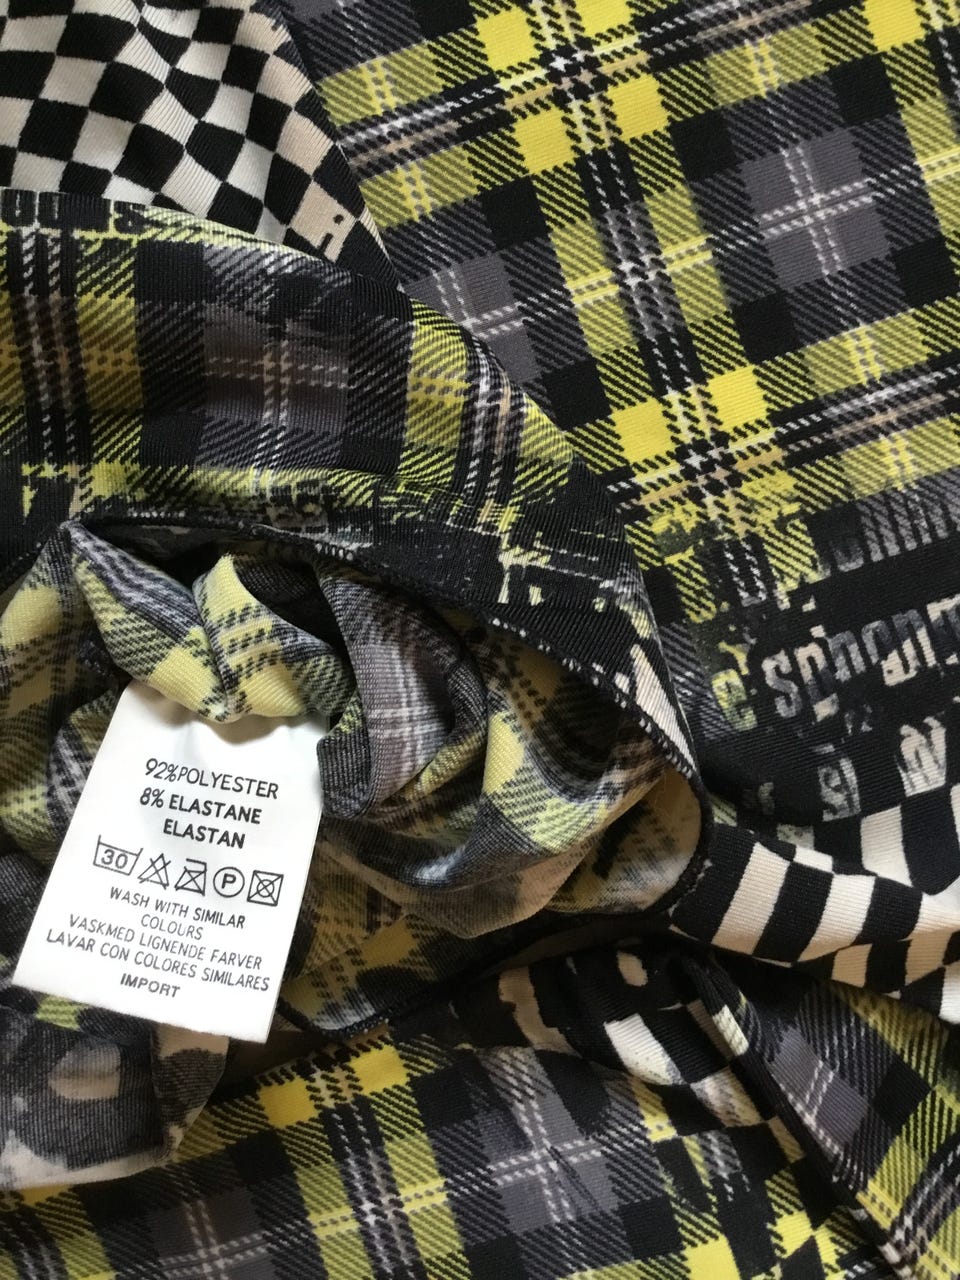 92%POLYESTER
8% ELASTANE
ELASTAN
30 P
WASH WITH SIMILAR
COLOURS
VASKMED LIGNENDE FARVER
LAVAR CON COLORES SIMILARES
IMPORT